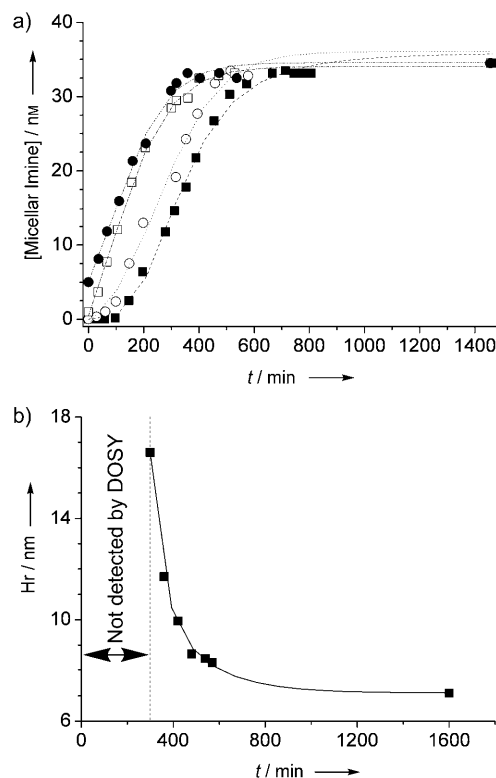 a)
40
30
20
10
0
[Micellar Imine] / nM
0 200 400 600 800 1000 1200 1400
t / min
b)
18
14
10
6
Hr / nm
Not detected by DOSY
0 400 800 1200 1600
t / min